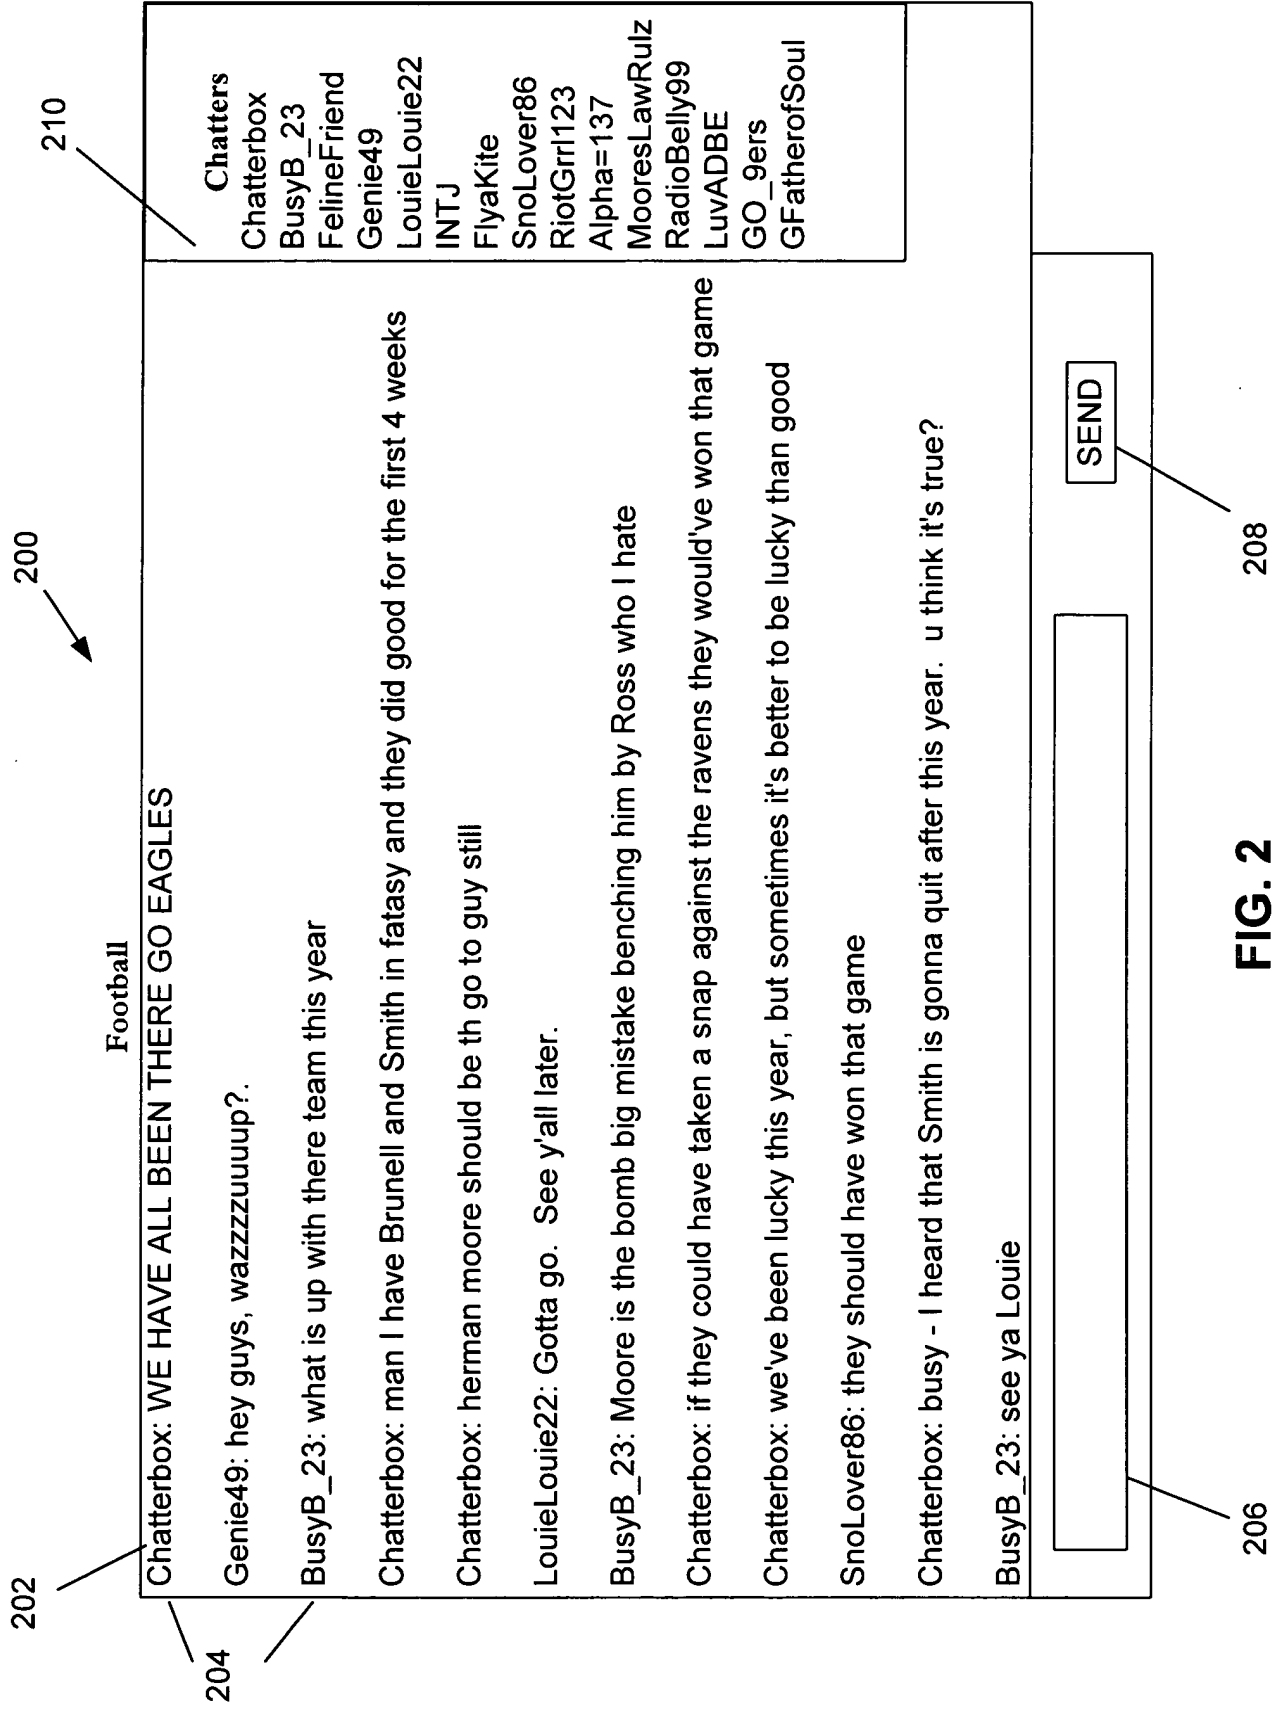 200
Football
202
204
210
Chatterbox: WE HAVE ALL BEEN THERE GO EAGLES
Genie49: hey guys, wazzzzuuuup?.
BusyB_23: what is up with there team this year
Chatterbox: man I have Brunell and Smith in fatasy and they did good for the first 4 weeks
Chatterbox: herman moore should be th go to guy still
LouieLouie22: Gotta go.  See y'all later.
BusyB_23: Moore is the bomb big mistake benching him by Ross who I hate
Chatterbox: if they could have taken a snap against the ravens they would've won that game
Chatterbox: we've been lucky this year, but sometimes it's better to be lucky than good
SnoLover86: they should have won that game
Chatterbox: busy - I heard that Smith is gonna quit after this year.  u think it's true?
BusyB_23: see ya Louie
Chatters
Chatterbox
BusyB_23
FelineFriend
Genie49
LouieLouie22
INTJ
FlyaKite
SnoLover86
RiotGrrl123
Alpha=137
MooresLawRulz
RadioBelly99
LuvADBE
GO_9ers
GFatherofSoul
SEND
206
208
FIG. 2